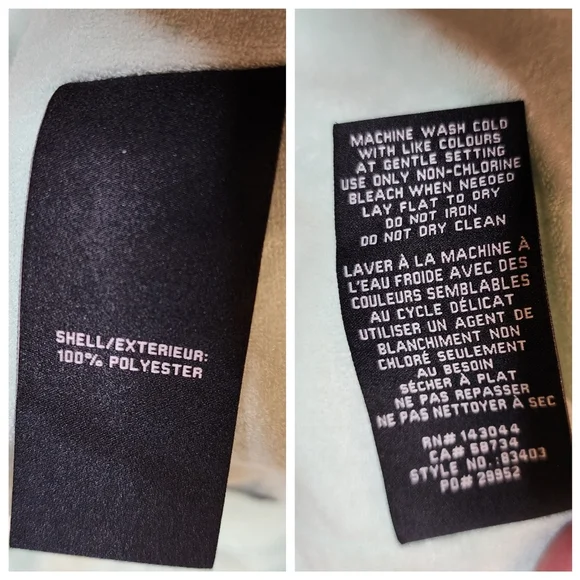 SHELL/EXTERIEUR:
100% POLYESTER
MACHINE WASH COLD
WITH LIKE COLOURS
AT GENTLE SETTING
USE ONLY NON-CHLORINE
BLEACH WHEN NEEDED
LAY FLAT TO DRY
DO NOT IRON
DO NOT DRY CLEAN
LAVER À LA MACHINE À
L'EAU FROIDE AVEC DES
COULEURS SEMBLABLES
AU CYCLE DÉLICAT
UTILISER UN AGENT DE
BLANCHIMENT NON
CHLORÉ SEULEMENT
AU BESOIN
SÉCHER À PLAT
NE PAS REPASSER
NE PAS NETTOYER À SEC
RN# 143044
CA# 58734
STYLE NO.:83403
PO# 29952